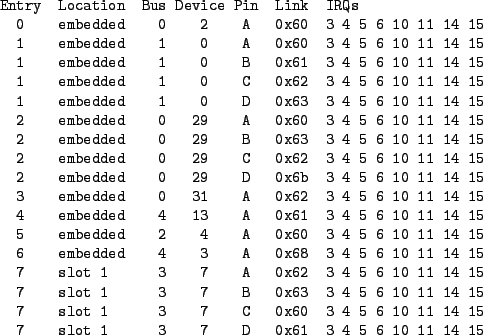 Entry Location Bus Device Pin Link IRQs
0 embedded 0 2 A 0x60 3 4 5 6 10 11 14 15
1 embedded 1 0 A 0x60 3 4 5 6 10 11 14 15
1 embedded 1 0 B 0x61 3 4 5 6 10 11 14 15
1 embedded 1 0 C 0x62 3 4 5 6 10 11 14 15
1 embedded 1 0 D 0x63 3 4 5 6 10 11 14 15
2 embedded 0 29 A 0x60 3 4 5 6 10 11 14 15
2 embedded 0 29 B 0x63 3 4 5 6 10 11 14 15
2 embedded 0 29 C 0x62 3 4 5 6 10 11 14 15
2 embedded 0 29 D 0x6b 3 4 5 6 10 11 14 15
3 embedded 0 31 A 0x62 3 4 5 6 10 11 14 15
4 embedded 4 13 A 0x61 3 4 5 6 10 11 14 15
5 embedded 2 4 A 0x60 3 4 5 6 10 11 14 15
6 embedded 4 3 A 0x68 3 4 5 6 10 11 14 15
7 slot 1 3 7 A 0x62 3 4 5 6 10 11 14 15
7 slot 1 3 7 B 0x63 3 4 5 6 10 11 14 15
7 slot 1 3 7 C 0x60 3 4 5 6 10 11 14 15
7 slot 1 3 7 D 0x61 3 4 5 6 10 11 14 15